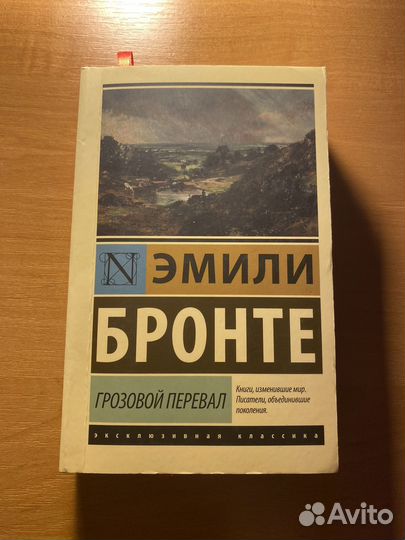 N
ЭМИЛИ
БРОНТЕ
ГРОЗОВОЙ ПЕРЕВАЛ
Книги, изменившие мир.
Писатели, объединившие
поколения.
эксклюзивная классика
Avito